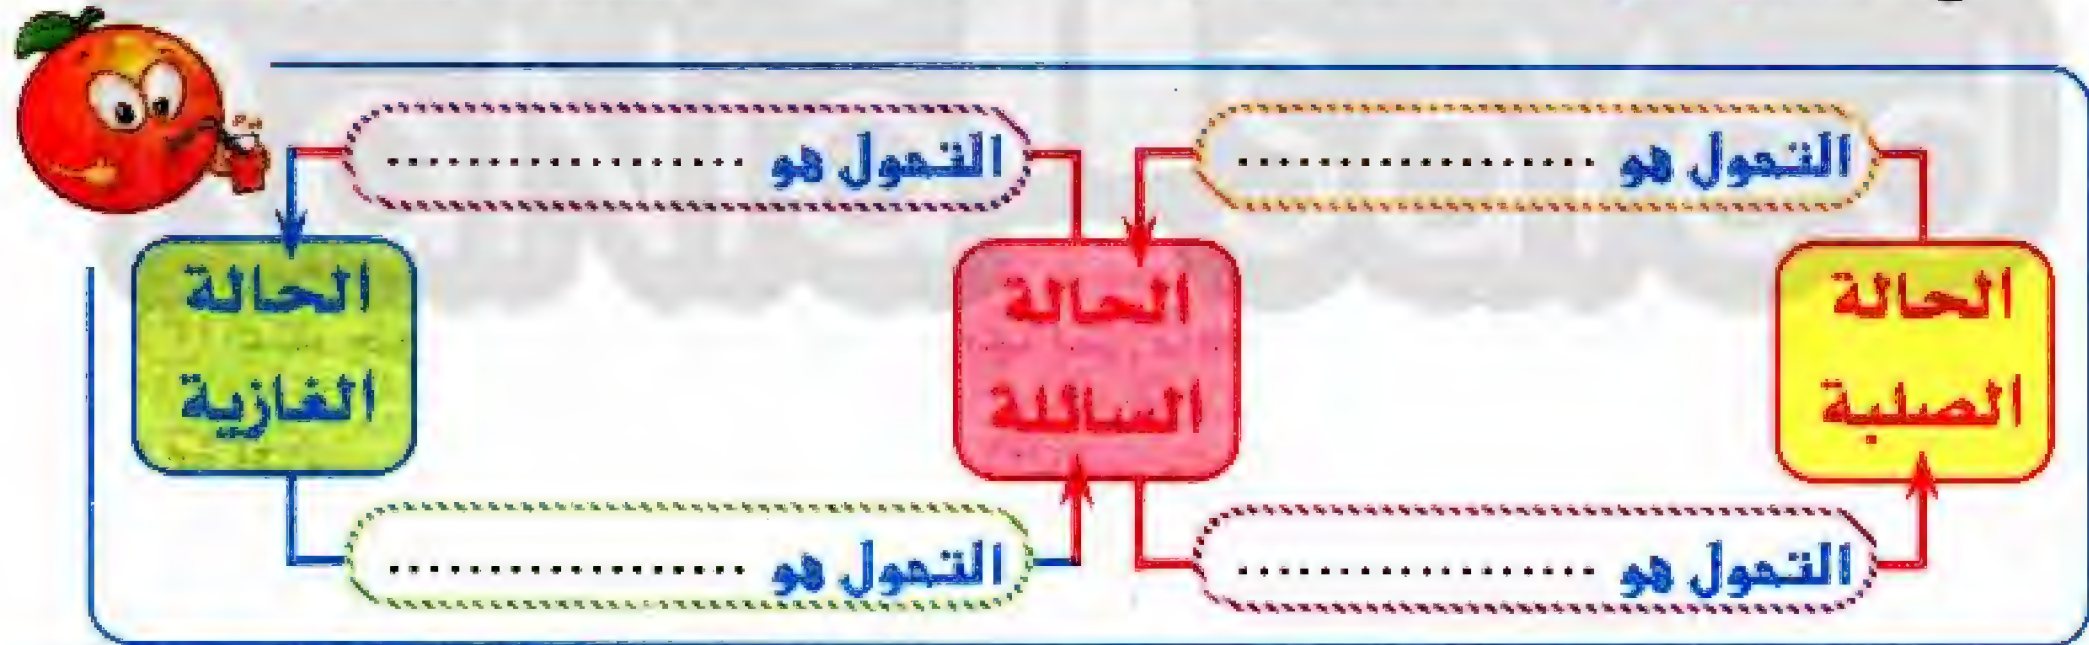 التحول هو ..................
التحول هو ..................
الحالة
الصلبة
الحالة
السائلة
الحالة
الغازية
التحول هو ..................
التحول هو ..................